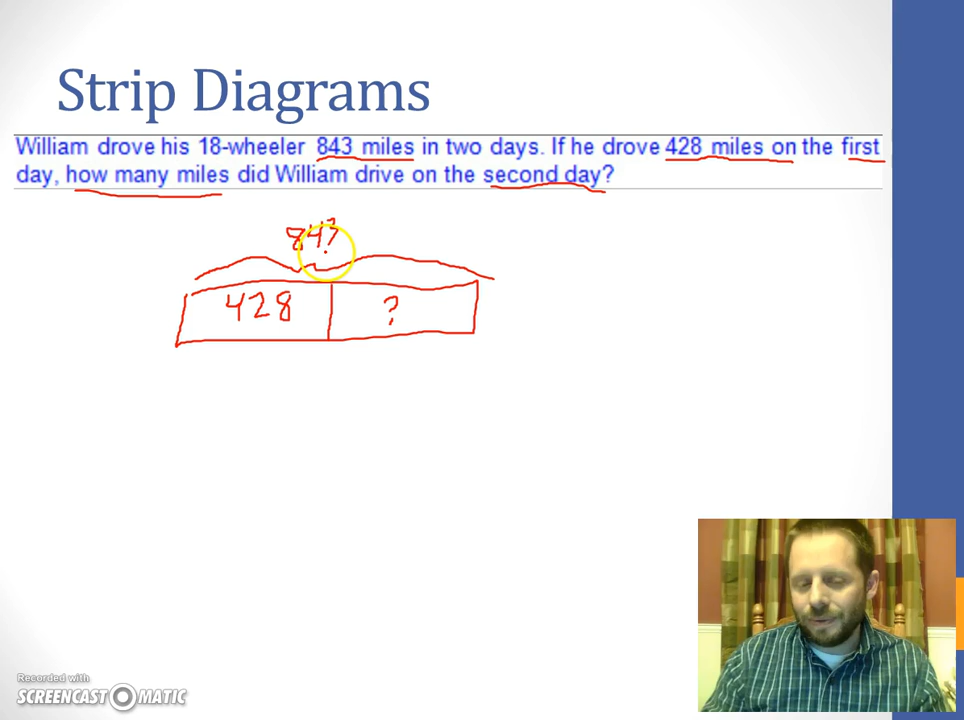 Strip Diagrams
William drove his 18-wheeler 843 miles in two days. If he drove 428 miles on the first
day, how many miles did William drive on the second day?
843
428 ?
Recorded with
SCREENCAST MATIC